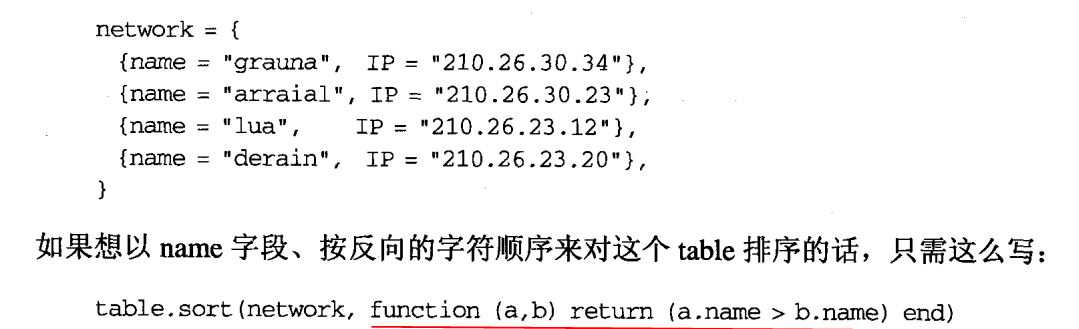 network = {
{name = "grauna", IP = "210.26.30.34"},
{name = "arraial", IP = "210.26.30.23"},
{name = "lua", IP = "210.26.23.12"},
{name = "derain", IP = "210.26.23.20"},
}
如果想以 name 字段、按反向的字符顺序来对这个 table 排序的话，只需这么写：
table.sort(network, function (a,b) return (a.name > b.name) end)